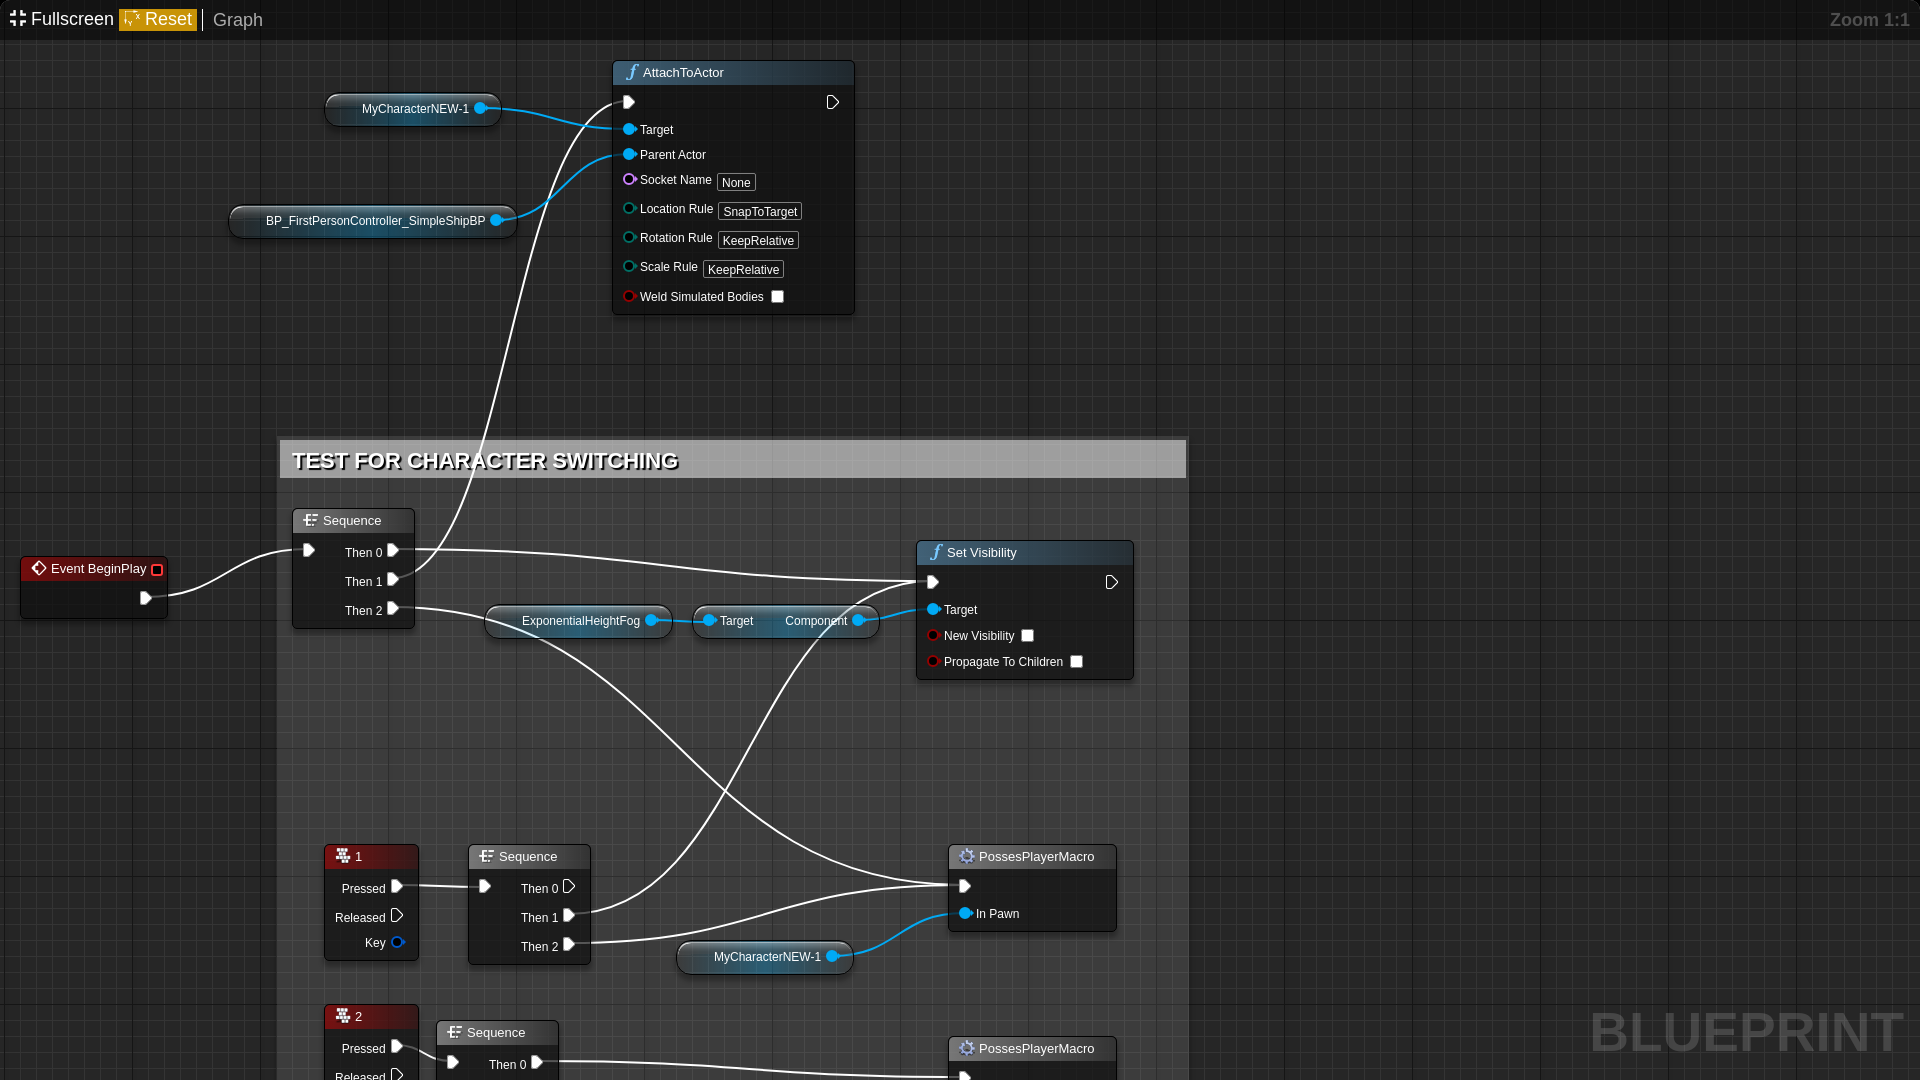 Fullscreen Reset Graph Zoom 1:1
AttachToActor
MyCharacterNEW-1
Target
Parent Actor
Socket Name None
BP_FirstPersonController_SimpleShipBP
Location Rule SnapToTarget
Rotation Rule KeepRelative
Scale Rule KeepRelative
Weld Simulated Bodies
TEST FOR CHARACTER SWITCHING
Sequence
Then 0
Then 1
Then 2
Event BeginPlay
Set Visibility
Target
New Visibility
Propagate To Children
ExponentialHeightFog
Target Component
1
Pressed
Released
Key
Sequence
Then 0
Then 1
Then 2
PossesPlayerMacro
In Pawn
MyCharacterNEW-1
2
Pressed
Released
Sequence
Then 0
PossesPlayerMacro
BLUEPRINT